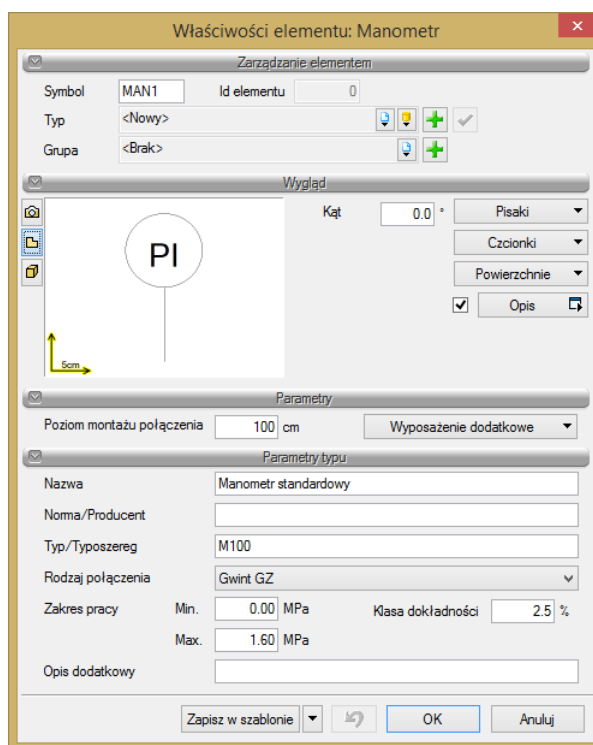 Właściwości elementu: Manometr
Zarządzanie elementem
Symbol MAN1 Id elementu 0
Typ <Nowy>
Grupa <Brak>
Wygląd
Kąt 0.0 ° Pisaki
Czcionki
PI
Powierzchnie
Opis
5cm
Parametry
Poziom montażu połączenia 100 cm Wyposażenie dodatkowe
Parametry typu
Nazwa Manometr standardowy
Norma/Producent
Typ/Typoszereg M100
Rodzaj połączenia Gwint GZ
Zakres pracy Min. 0.00 MPa Klasa dokładności 2.5 %
Max. 1.60 MPa
Opis dodatkowy
Zapisz w szablonie OK Anuluj